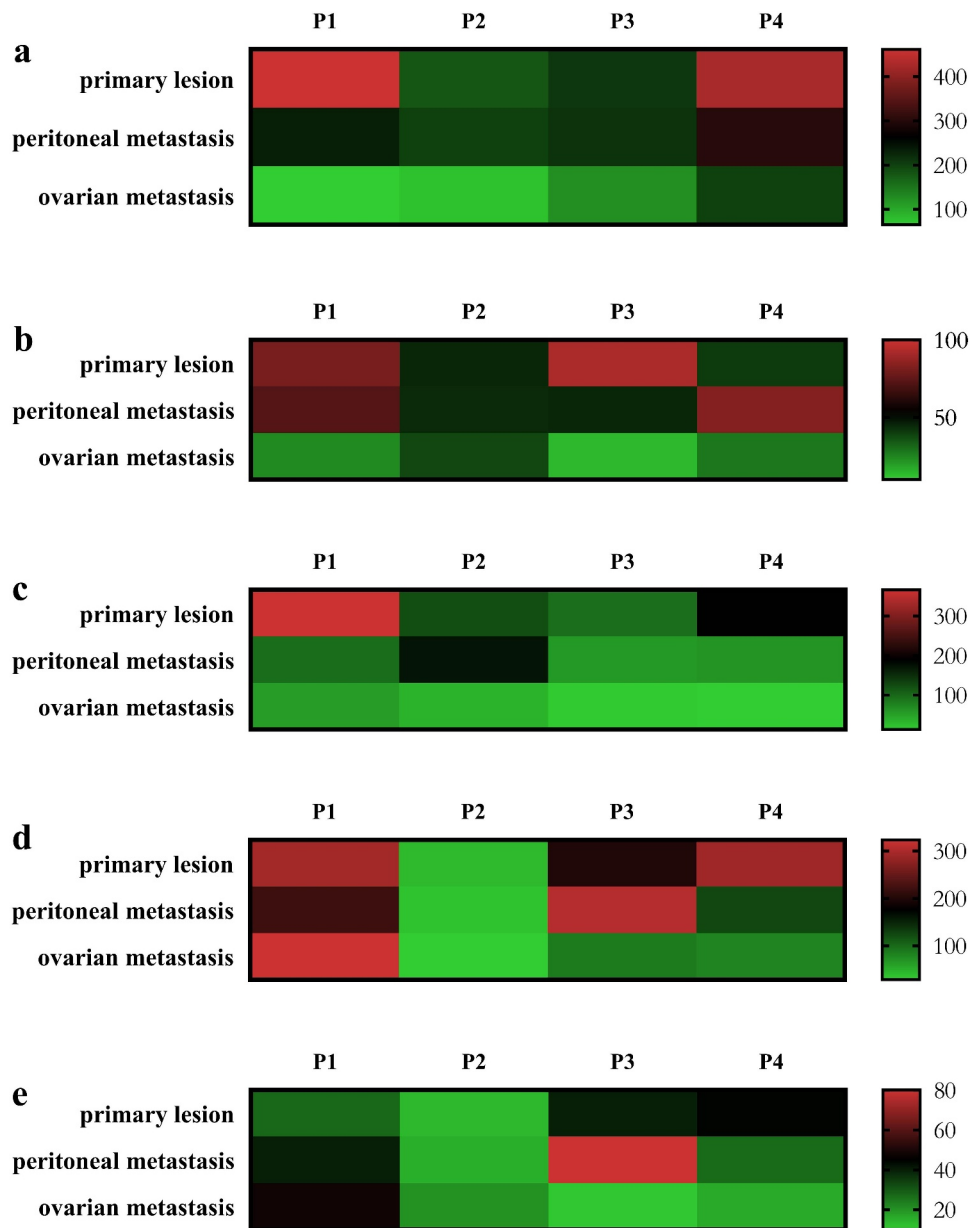 P1 P2 P3 P4
a
primary lesion
400
300
peritoneal metastasis
200
ovarian metastasis
100
P1 P2 P3 P4
b
100
primary lesion
peritoneal metastasis
50
ovarian metastasis
P1 P2 P3 P4
c
primary lesion
300
peritoneal metastasis
200
100
ovarian metastasis
P1 P2 P3 P4
d
300
primary lesion
200
peritoneal metastasis
100
ovarian metastasis
P1 P2 P3 P4
e
80
primary lesion
60
peritoneal metastasis
40
ovarian metastasis
20